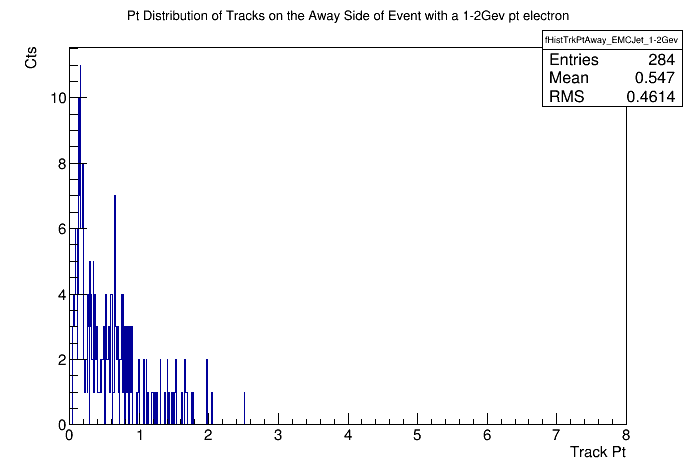 Pt Distribution of Tracks on the Away Side of Event with a 1-2Gev pt electron
fHistTrkPtAway_EMCJet_1-2Gev
Entries 284
Mean 0.547
RMS 0.4614
Cts
10
8
6
4
2
0
0 1 2 3 4 5 6 7 8
Track Pt